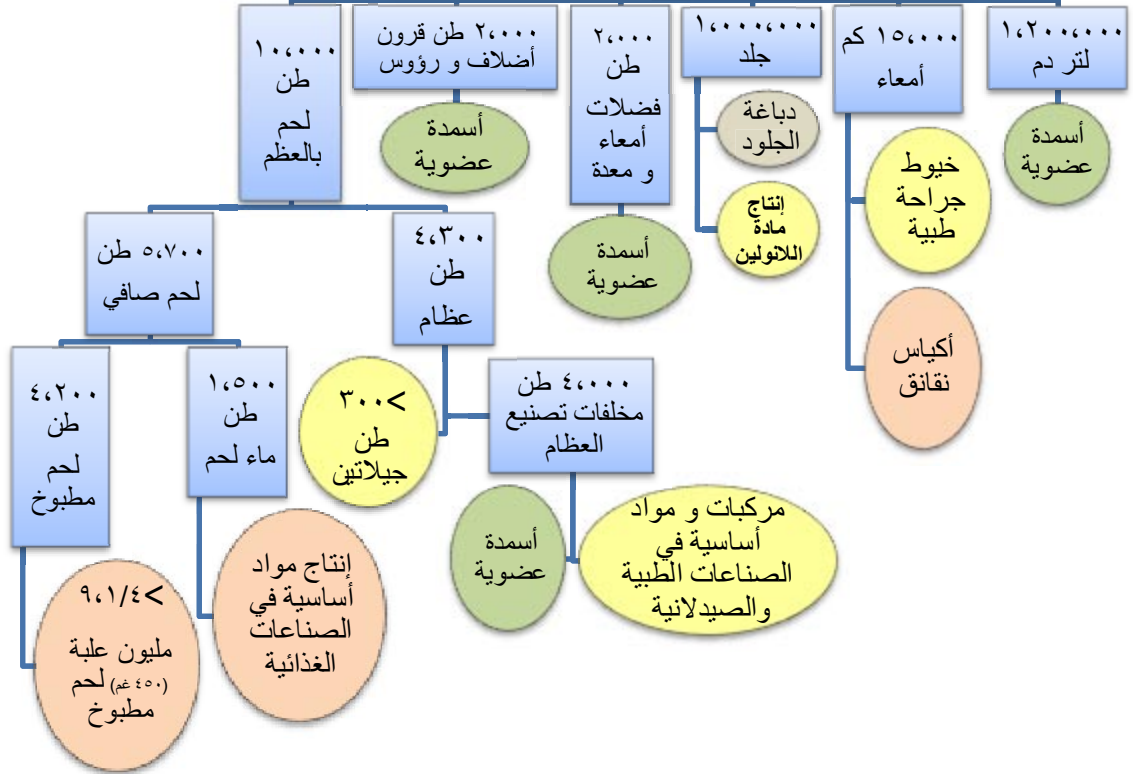 ١،٢٠٠،٠٠٠
لتر دم
أسمدة
عضوية
١٥،٠٠٠ كم
أمعاء
خيوط
جراحة
طبية
أكياس
نقانق
١،٠٠٠،٠٠٠
جلد
دباغة
الجلود
إنتاج
مادة
اللانولين
٢،٠٠٠
طن
فضلات
أمعاء
و معدة
أسمدة
عضوية
٢،٠٠٠ طن قرون
أضلاف و رؤوس
أسمدة
عضوية
١٠،٠٠٠
طن
لحم
بالعظم
٤،٣٠٠
طن
عظام
٤،٠٠٠ طن
مخلفات تصنيع
العظام
مركبات و مواد
أساسية في
الصناعات الطبية
والصيدلانية
أسمدة
عضوية
>٣٠٠
طن
جيلاتين
٥،٧٠٠ طن
لحم صافي
١،٥٠٠
طن
ماء لحم
إنتاج مواد
أساسية في
الصناعات
الغذائية
٤،٢٠٠
طن
لحم
مطبوخ
>٩،١/٤
مليون علبة
(٤٥٠ غم) لحم
مطبوخ